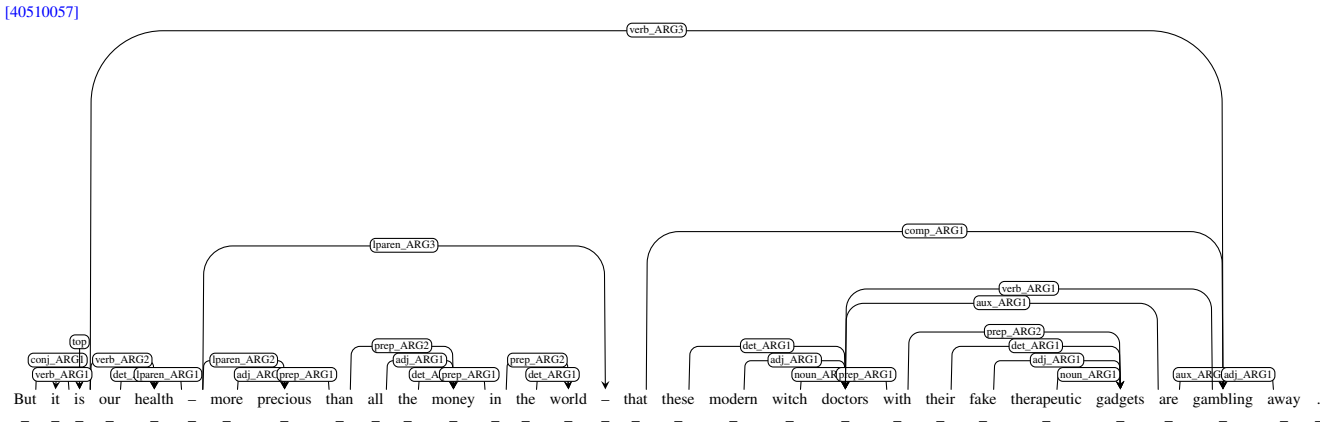 [40510057]
verb_ARG3
comp_ARG1
lparen_ARG3
verb_ARG1
aux_ARG1
prep_ARG2
top
prep_ARG2 det_ARG1 det_ARG1
conj_ARG1 verb_ARG2 lparen_ARG2 adj_ARG1 prep_ARG2 adj_ARG1 adj_ARG1
verb_ARG1 lparen_ARG1 prep_ARG1 prep_ARG1 det_ARG1 prep_ARG1 noun_ARG1 adj_ARG1
But it is our health – more precious than all the money in the world – that these modern witch doctors with their fake therapeutic gadgets are gambling away .
_ _ _ _ _ _ _ _ _ _ _ _ _ _ _ _ _ _ _ _ _ _ _ _ _ _ _ _ _ _